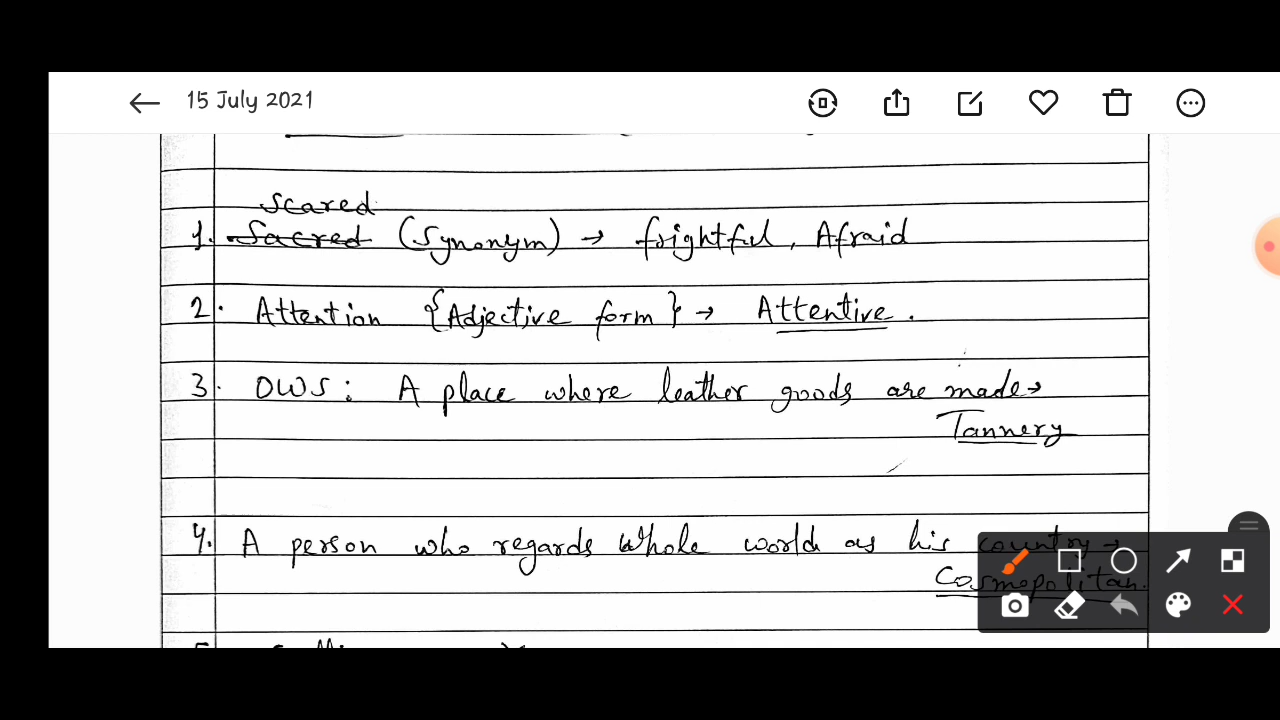 15 July 2021
scared
1. Sacred (Synonym) → frightful, Afraid
2. Attention {Adjective form} → Attentive.
3. OWS: A place where leather goods are made→
Tannery
4. A person who regards Whole world as his country →
Cosmopolitan.